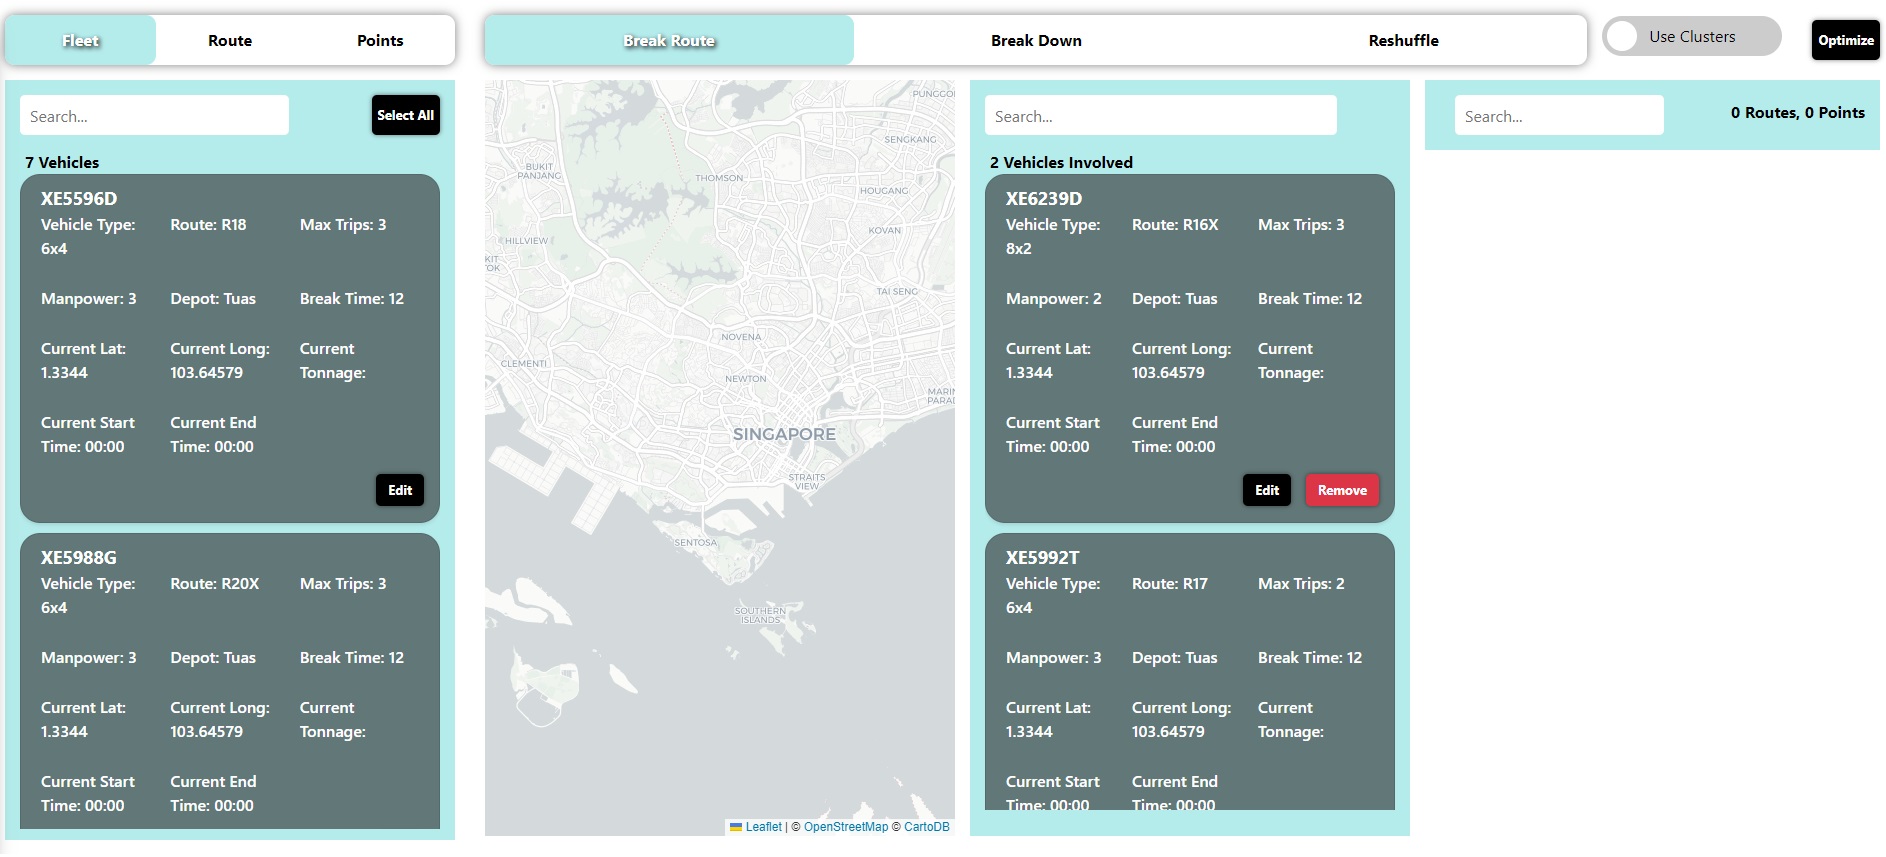 Fleet
Route
Points
Break Route
Break Down
Reshuffle
Use Clusters
Optimize
Search...
Select All
7 Vehicles
XE5596D
Vehicle Type: 6x4
Route: R18
Max Trips: 3
Manpower: 3
Depot: Tuas
Break Time: 12
Current Lat: 1.3344
Current Long: 103.64579
Current Tonnage:
Current Start Time: 00:00
Current End Time: 00:00
Edit
XE5988G
Vehicle Type: 6x4
Route: R20X
Max Trips: 3
Manpower: 3
Depot: Tuas
Break Time: 12
Current Lat: 1.3344
Current Long: 103.64579
Current Tonnage:
Current Start Time: 00:00
Current End Time: 00:00
PUNGGO
SENGKANG
BUKIT PANJANG
THOMSON
HOUGANG
KOVAN
HILLVIEW
KIT
OK
TAI SENG
NOVENA
CLEMENTI
NEWTON
MARIN
PARAD
SINGAPORE
STRAITS VIEW
SENTOSA
SOUTHERN ISLANDS
Leaflet | © OpenStreetMap © CartoDB
Search...
2 Vehicles Involved
XE6239D
Vehicle Type: 8x2
Route: R16X
Max Trips: 3
Manpower: 2
Depot: Tuas
Break Time: 12
Current Lat: 1.3344
Current Long: 103.64579
Current Tonnage:
Current Start Time: 00:00
Current End Time: 00:00
Edit
Remove
XE5992T
Vehicle Type: 6x4
Route: R17
Max Trips: 2
Manpower: 3
Depot: Tuas
Break Time: 12
Current Lat: 1.3344
Current Long: 103.64579
Current Tonnage:
Current Start Time: 00:00
Current End Time: 00:00
Search...
0 Routes, 0 Points